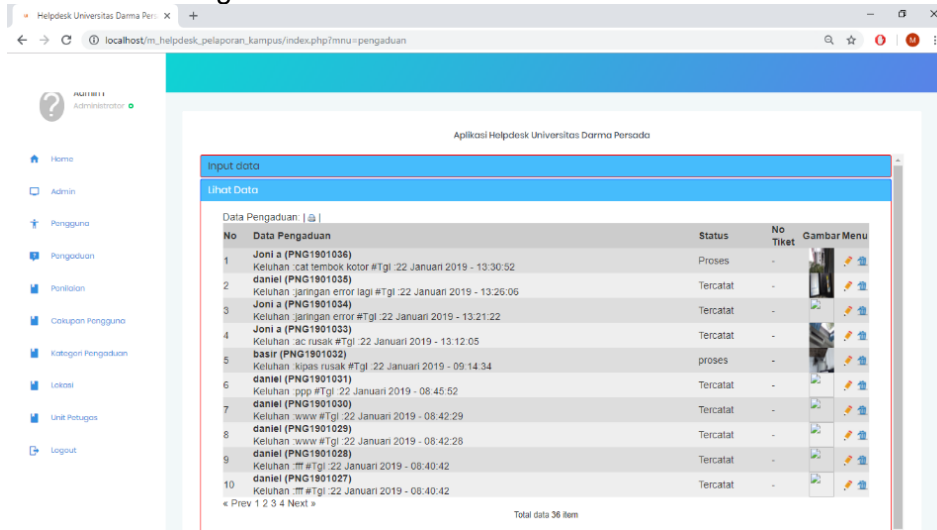 Helpdesk Universitas Darma Pers
localhost/m_helpdesk_pelaporan_kampus/index.php?mnu=pengaduan
M
Administrator
Home
Admin
Pengguna
Pengaduan
Penilaian
Cakupan Pengguna
Kategori Pengaduan
Lokasi
Unit Petugas
Logout
Aplikasi Helpdesk Universitas Darma Persada
Input data
Lihat Data
Data Pengaduan: | |
No Data Pengaduan Status No Tiket Gambar Menu
1 Joni a (PNG1901036) Proses -
Keluhan :cat tembok kotor #Tgl :22 Januari 2019 - 13:30:52
2 daniel (PNG1901035) Tercatat -
Keluhan :jaringan error lagi #Tgl :22 Januari 2019 - 13:26:06
3 Joni a (PNG1901034) Tercatat -
Keluhan :jaringan error #Tgl :22 Januari 2019 - 13:21:22
4 Joni a (PNG1901033) Tercatat -
Keluhan :ac rusak #Tgl :22 Januari 2019 - 13:12:05
5 basir (PNG1901032) proses -
Keluhan :kipas rusak #Tgl :22 Januari 2019 - 09:14:34
6 daniel (PNG1901031) Tercatat -
Keluhan :ppp #Tgl :22 Januari 2019 - 08:45:52
7 daniel (PNG1901030) Tercatat -
Keluhan :www #Tgl :22 Januari 2019 - 08:42:29
8 daniel (PNG1901029) Tercatat -
Keluhan :www #Tgl :22 Januari 2019 - 08:42:28
9 daniel (PNG1901028) Tercatat -
Keluhan :fff #Tgl :22 Januari 2019 - 08:40:42
10 daniel (PNG1901027) Tercatat -
Keluhan :fff #Tgl :22 Januari 2019 - 08:40:42
« Prev 1 2 3 4 Next »
Total data 36 item